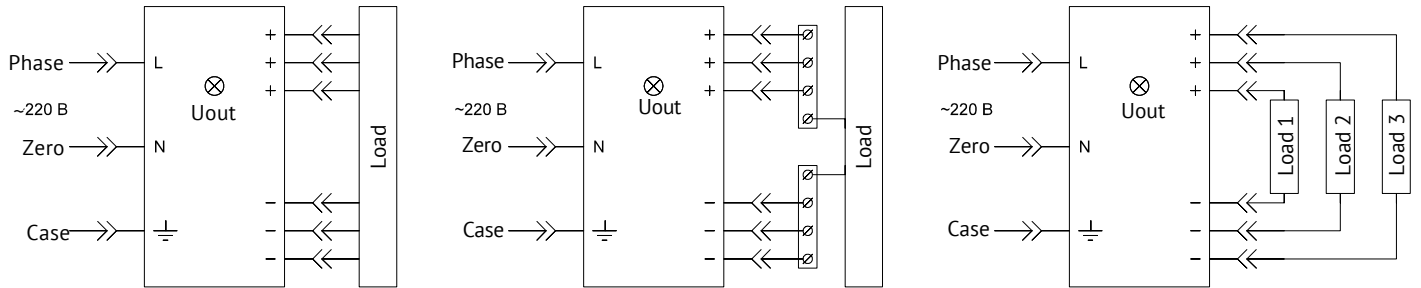 +
Phase
L
+
+
Uout
~220 В
Zero
N
Load
−
Case
−
−
+
Phase
L
+
+
Uout
~220 В
Zero
N
Load
−
Case
−
−
+
Phase
L
+
+
Uout
~220 В
Zero
N
Load 1
Load 2
Load 3
−
Case
−
−